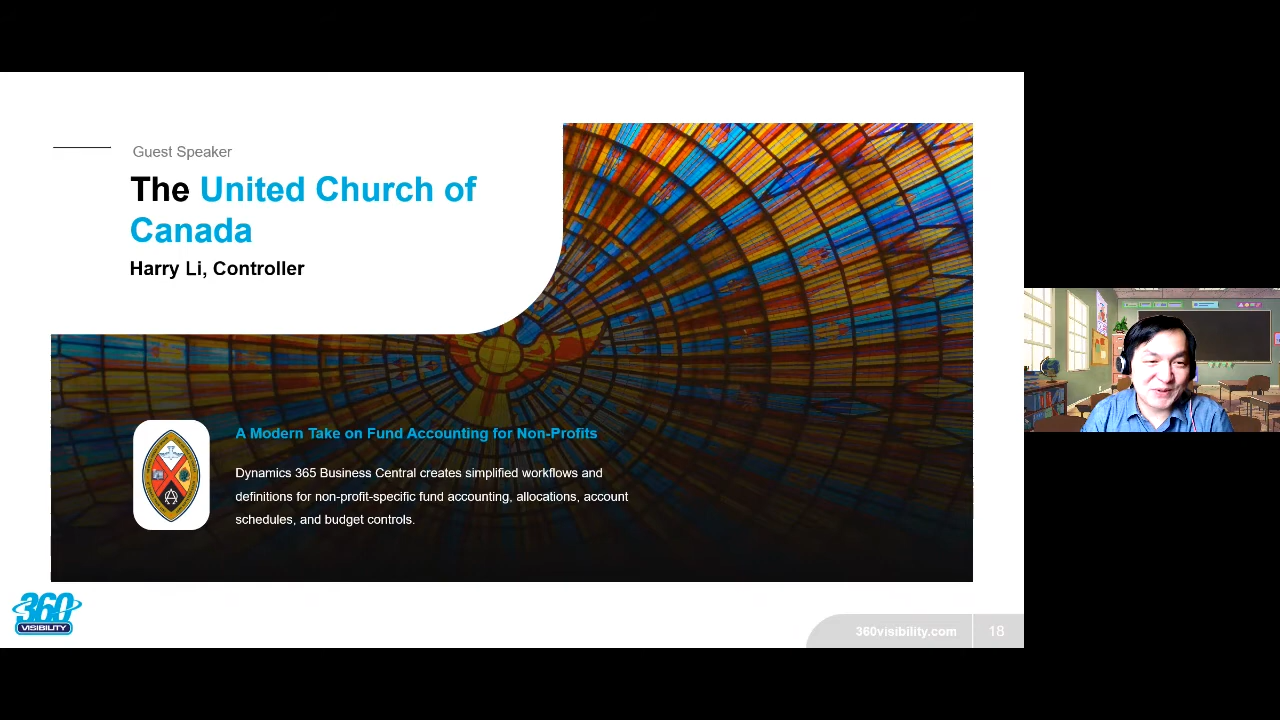 Guest Speaker
The United Church of
Canada
Harry Li, Controller
A Modern Take on Fund Accounting for Non-Profits
Dynamics 365 Business Central creates simplified workflows and
definitions for non-profit-specific fund accounting, allocations, account
schedules, and budget controls.
360
VISIBILITY
360visibility.com
18